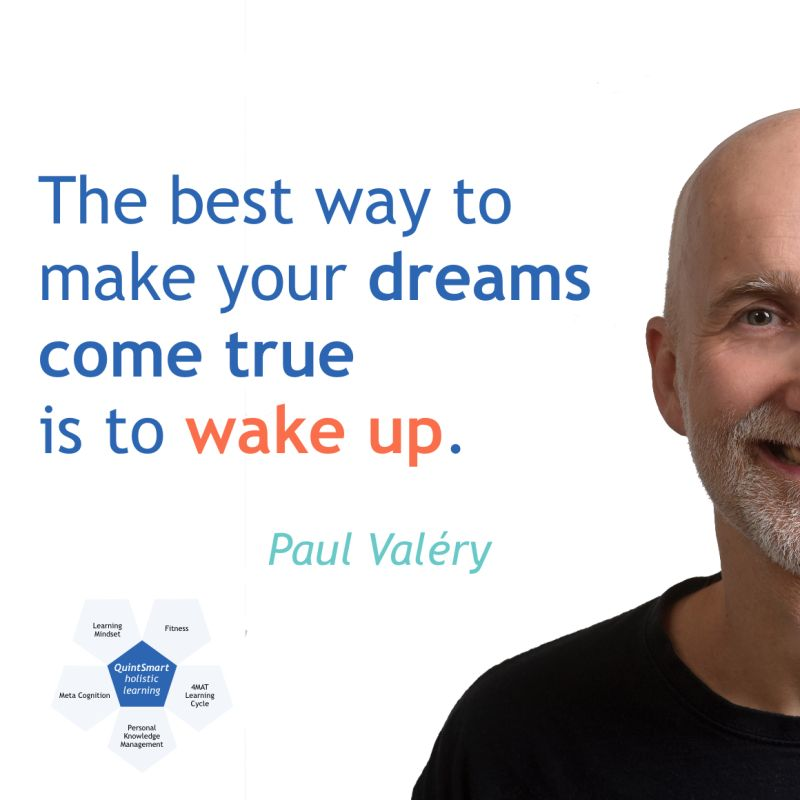 The best way to
make your dreams
come true
is to wake up.
Paul Valéry
Learning
Mindset
Fitness
QuintSmart
holistic
learning
Meta Cognition
4MAT
Learning
Cycle
Personal
Knowledge
Management